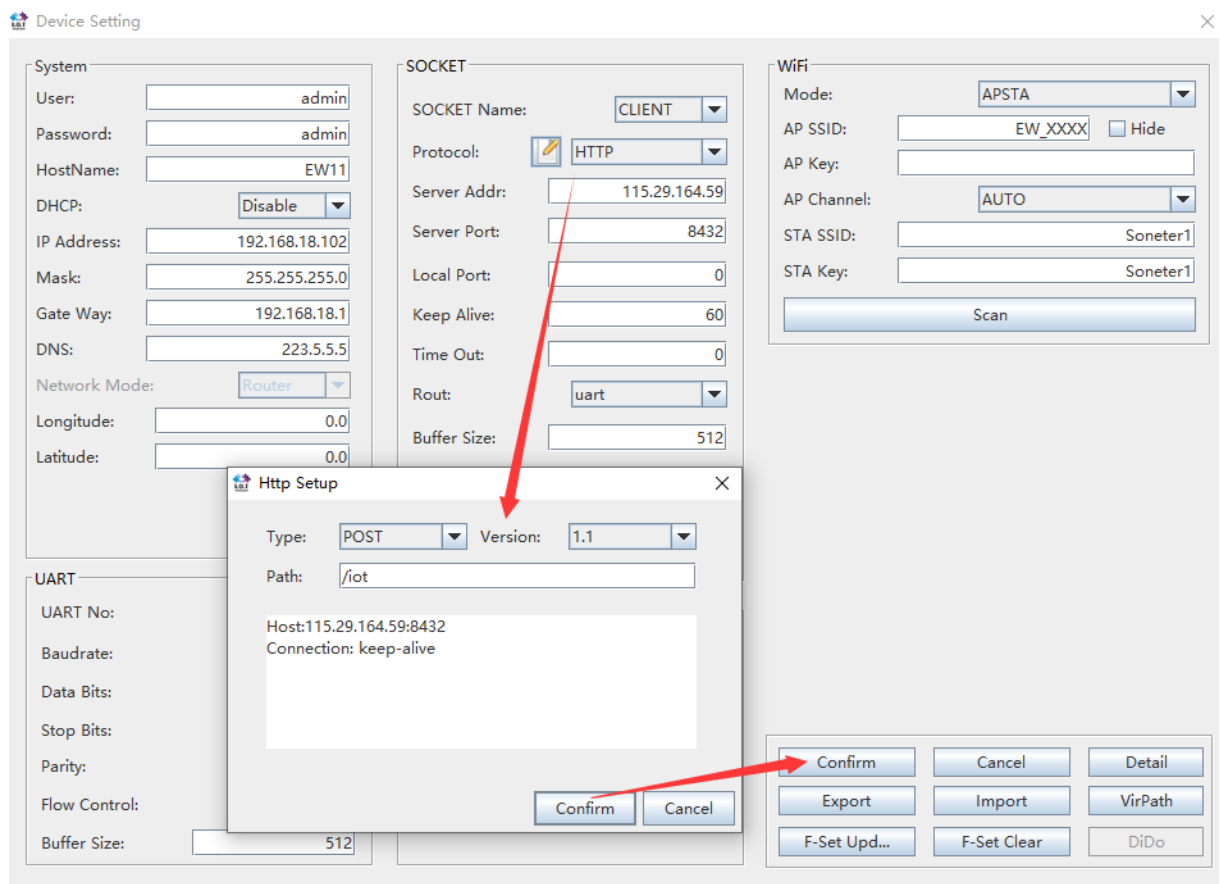 Device Setting
System
User: admin
Password: admin
HostName: EW11
DHCP: Disable
IP Address: 192.168.18.102
Mask: 255.255.255.0
Gate Way: 192.168.18.1
DNS: 223.5.5.5
Network Mode: Router
Longitude: 0.0
Latitude: 0.0
SOCKET
SOCKET Name: CLIENT
Protocol: HTTP
Server Addr: 115.29.164.59
Server Port: 8432
Local Port: 0
Keep Alive: 60
Time Out: 0
Rout: uart
Buffer Size: 512
WiFi
Mode: APSTA
AP SSID: EW_XXXX Hide
AP Key:
AP Channel: AUTO
STA SSID: Soneter1
STA Key: Soneter1
Scan
Http Setup
Type: POST Version: 1.1
Path: /iot
Host:115.29.164.59:8432
Connection: keep-alive
Confirm Cancel
UART
UART No:
Baudrate:
Data Bits:
Stop Bits:
Parity:
Flow Control:
Buffer Size: 512
Confirm Cancel Detail
Export Import VirPath
F-Set Upd... F-Set Clear DiDo